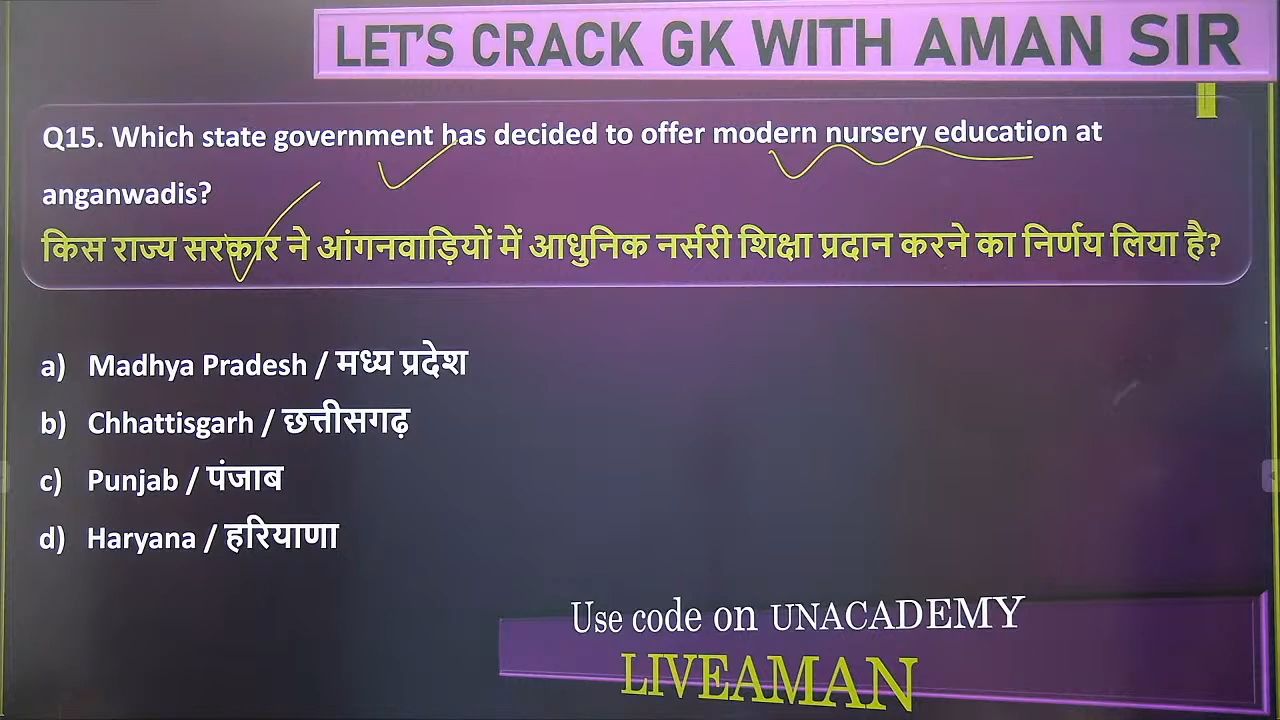 LET'S CRACK GK WITH AMAN SIR
Q15. Which state government has decided to offer modern nursery education at
anganwadis?
किस राज्य सरकार ने आंगनवाड़ियों में आधुनिक नर्सरी शिक्षा प्रदान करने का निर्णय लिया है?
a) Madhya Pradesh / मध्य प्रदेश
b) Chhattisgarh / छत्तीसगढ़
c) Punjab / पंजाब
d) Haryana / हरियाणा
Use code on UNACADEMY
LIVEAMAN